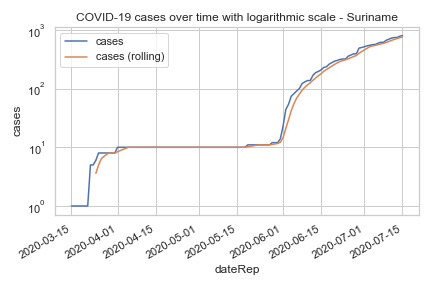 COVID-19 cases over time with logarithmic scale - Suriname
cases
cases (rolling)
10³
10²
10¹
10⁰
cases
2020-03-15
2020-04-01
2020-04-15
2020-05-01
2020-05-15
2020-06-01
2020-06-15
2020-07-01
2020-07-15
dateRep